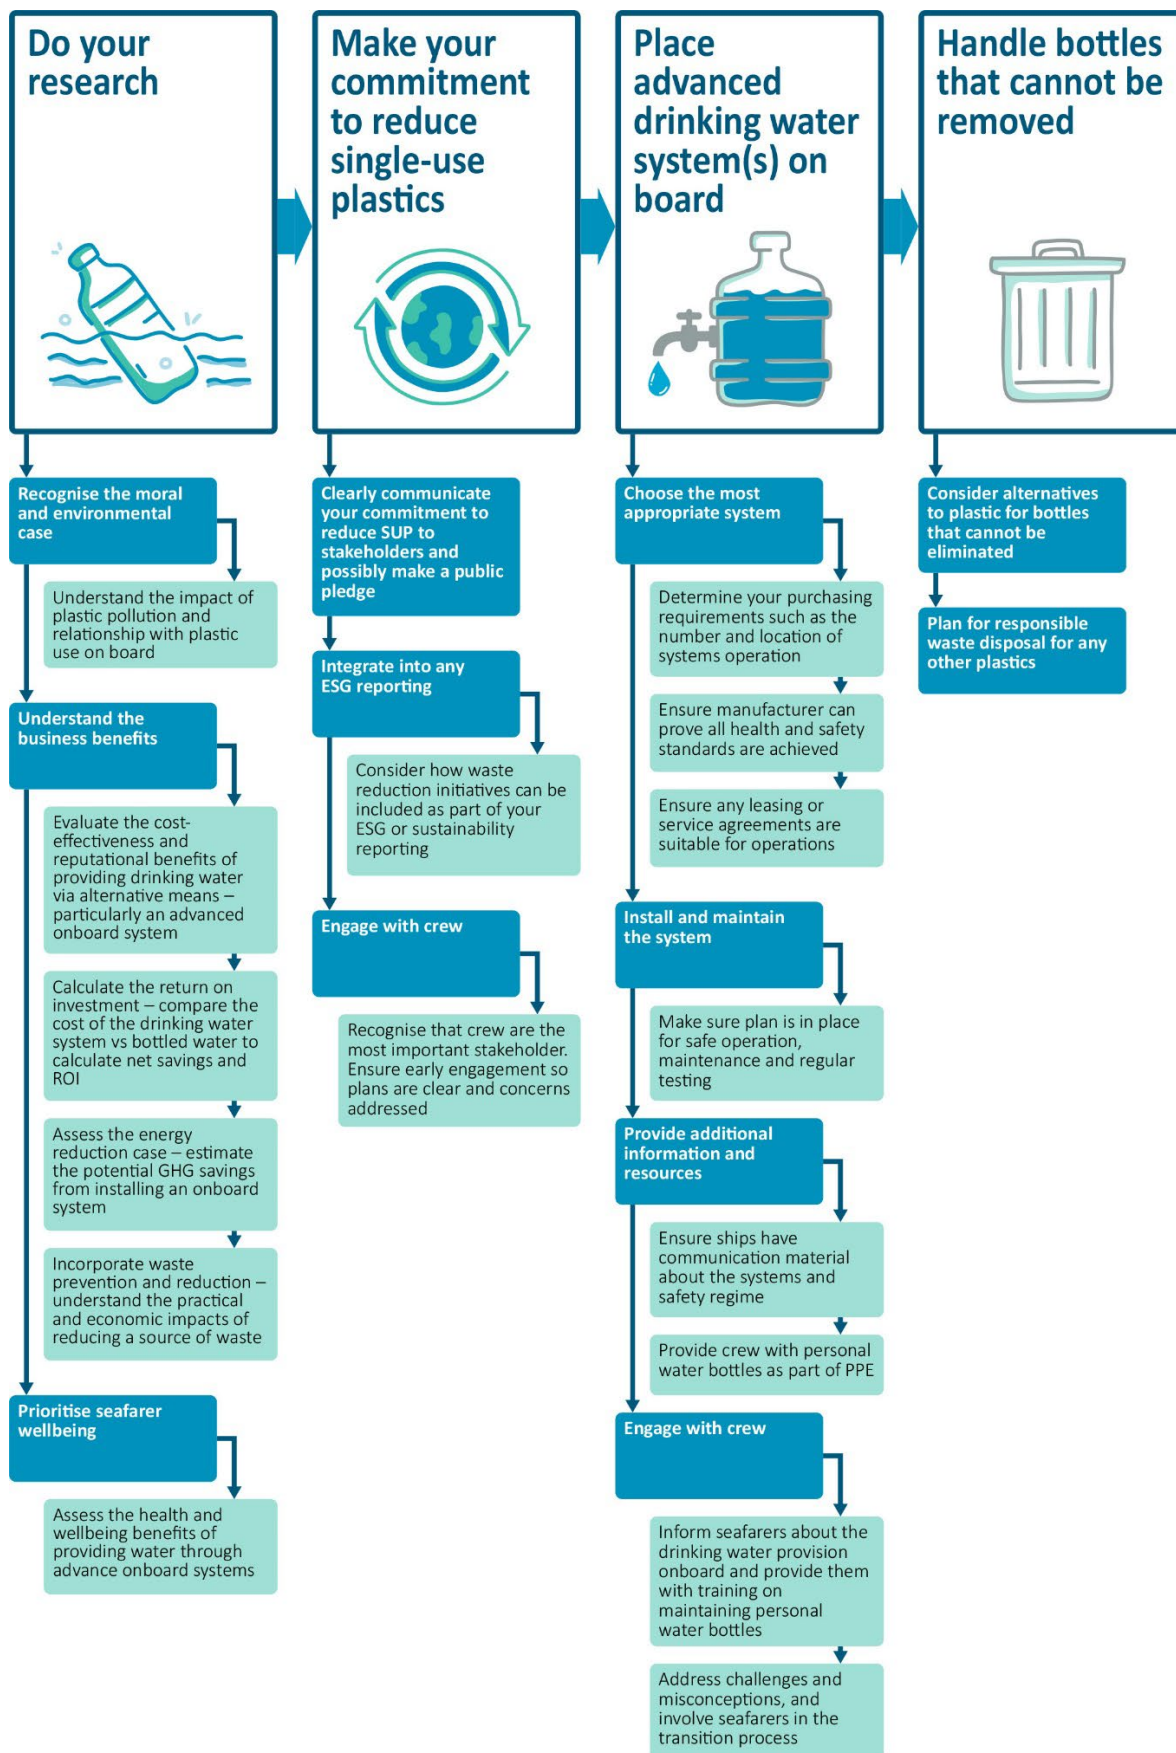 Do your
research
Recognise the moral
and environmental
case
Understand the impact of
plastic pollution and
relationship with plastic
use on board
Understand the
business benefits
Evaluate the cost-
effectiveness and
reputational benefits of
providing drinking water
via alternative means –
particularly an advanced
onboard system
Calculate the return on
investment – compare the
cost of the drinking water
system vs bottled water to
calculate net savings and
ROI
Assess the energy
reduction case – estimate
the potential GHG savings
from installing an onboard
system
Incorporate waste
prevention and reduction –
understand the practical
and economic impacts of
reducing a source of waste
Prioritise seafarer
wellbeing
Assess the health and
wellbeing benefits of
providing water through
advance onboard systems
Make your
commitment
to reduce
single-use
plastics
Clearly communicate
your commitment to
reduce SUP to
stakeholders and
possibly make a public
pledge
Integrate into any
ESG reporting
Consider how waste
reduction initiatives can be
included as part of your
ESG or sustainability
reporting
Engage with crew
Recognise that crew are the
most important stakeholder.
Ensure early engagement so
plans are clear and concerns
addressed
Place
advanced
drinking water
system(s) on
board
Choose the most
appropriate system
Determine your purchasing
requirements such as the
number and location of
systems operation
Ensure manufacturer can
prove all health and safety
standards are achieved
Ensure any leasing or
service agreements are
suitable for operations
Install and maintain
the system
Make sure plan is in place
for safe operation,
maintenance and regular
testing
Provide additional
information and
resources
Ensure ships have
communication material
about the systems and
safety regime
Provide crew with personal
water bottles as part of PPE
Engage with crew
Inform seafarers about the
drinking water provision
onboard and provide them
with training on
maintaining personal
water bottles
Address challenges and
misconceptions, and
involve seafarers in the
transition process
Handle bottles
that cannot be
removed
Consider alternatives
to plastic for bottles
that cannot be
eliminated
Plan for responsible
waste disposal for any
other plastics